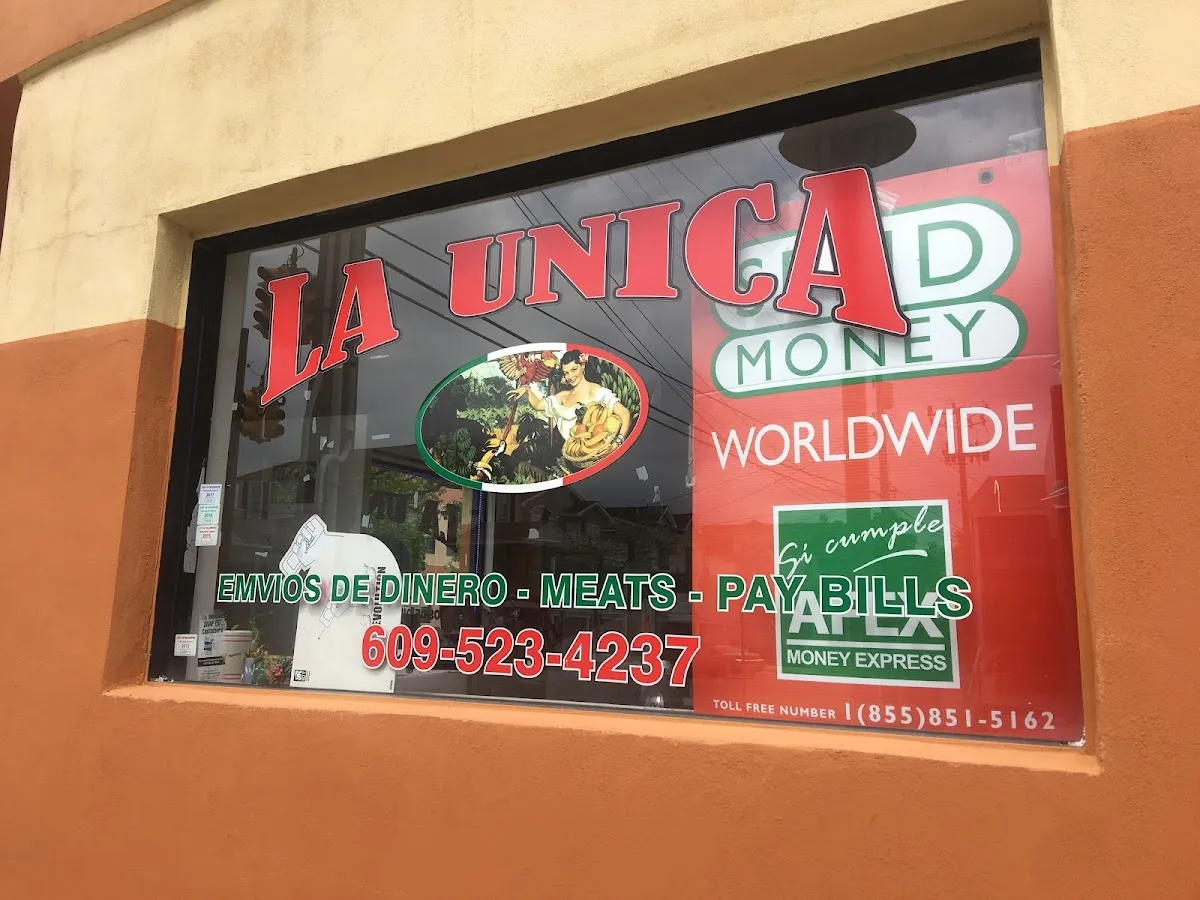 LA UNICA
SEND
MONEY
WORLDWIDE
Si cumple
APEX
MONEY EXPRESS
EMVIOS DE DINERO - MEATS - PAY BILLS
609-523-4237
TOLL FREE NUMBER 1(855)851-5162